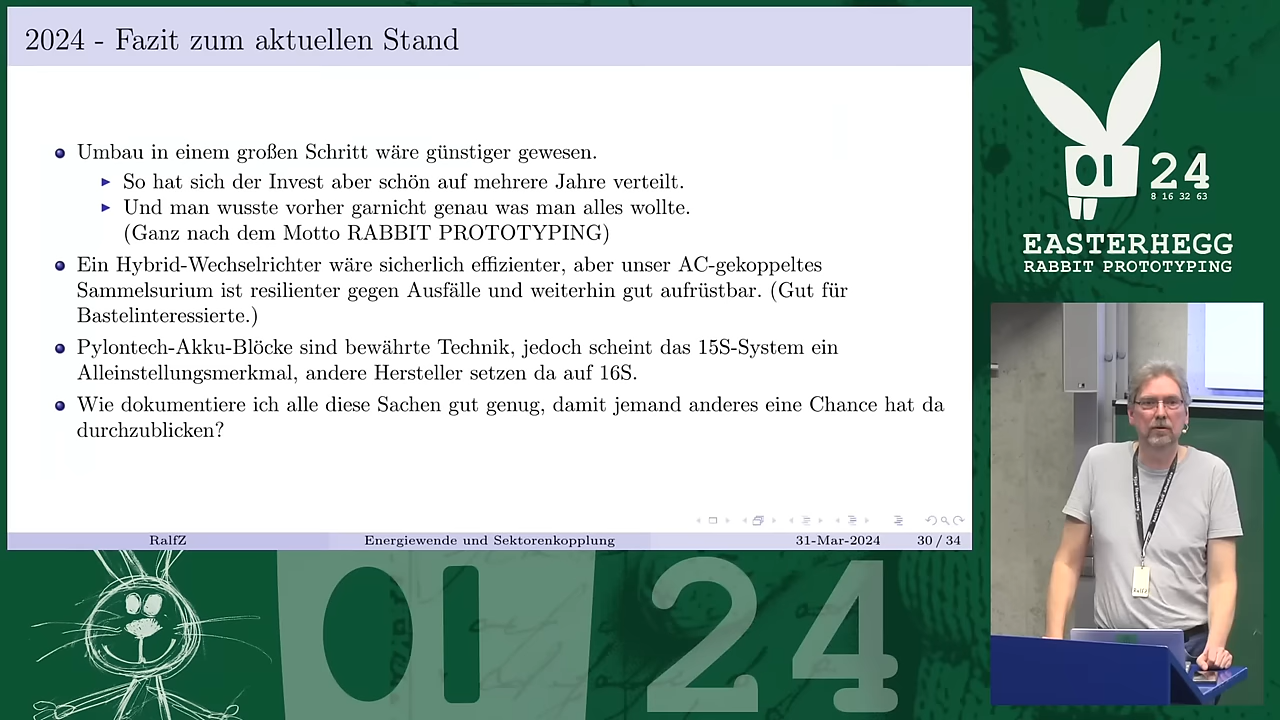 2024 - Fazit zum aktuellen Stand
Umbau in einem großen Schritt wäre günstiger gewesen.
So hat sich der Invest aber schön auf mehrere Jahre verteilt.
Und man wusste vorher garnicht genau was man alles wollte.
(Ganz nach dem Motto RABBIT PROTOTYPING)
Ein Hybrid-Wechselrichter wäre sicherlich effizienter, aber unser AC-gekoppeltes
Sammelsurium ist resilienter gegen Ausfälle und weiterhin gut aufrüstbar. (Gut für
Bastelinteressierte.)
Pylontech-Akku-Blöcke sind bewährte Technik, jedoch scheint das 15S-System ein
Alleinstellungsmerkmal, andere Hersteller setzen da auf 16S.
Wie dokumentiere ich alle diese Sachen gut genug, damit jemand anderes eine Chance hat da
durchzublicken?
RalfZ Energiewende und Sektorenkopplung 31-Mar-2024 30 / 34
24
8 16 32 63
EASTERHEGG
RABBIT PROTOTYPING
24